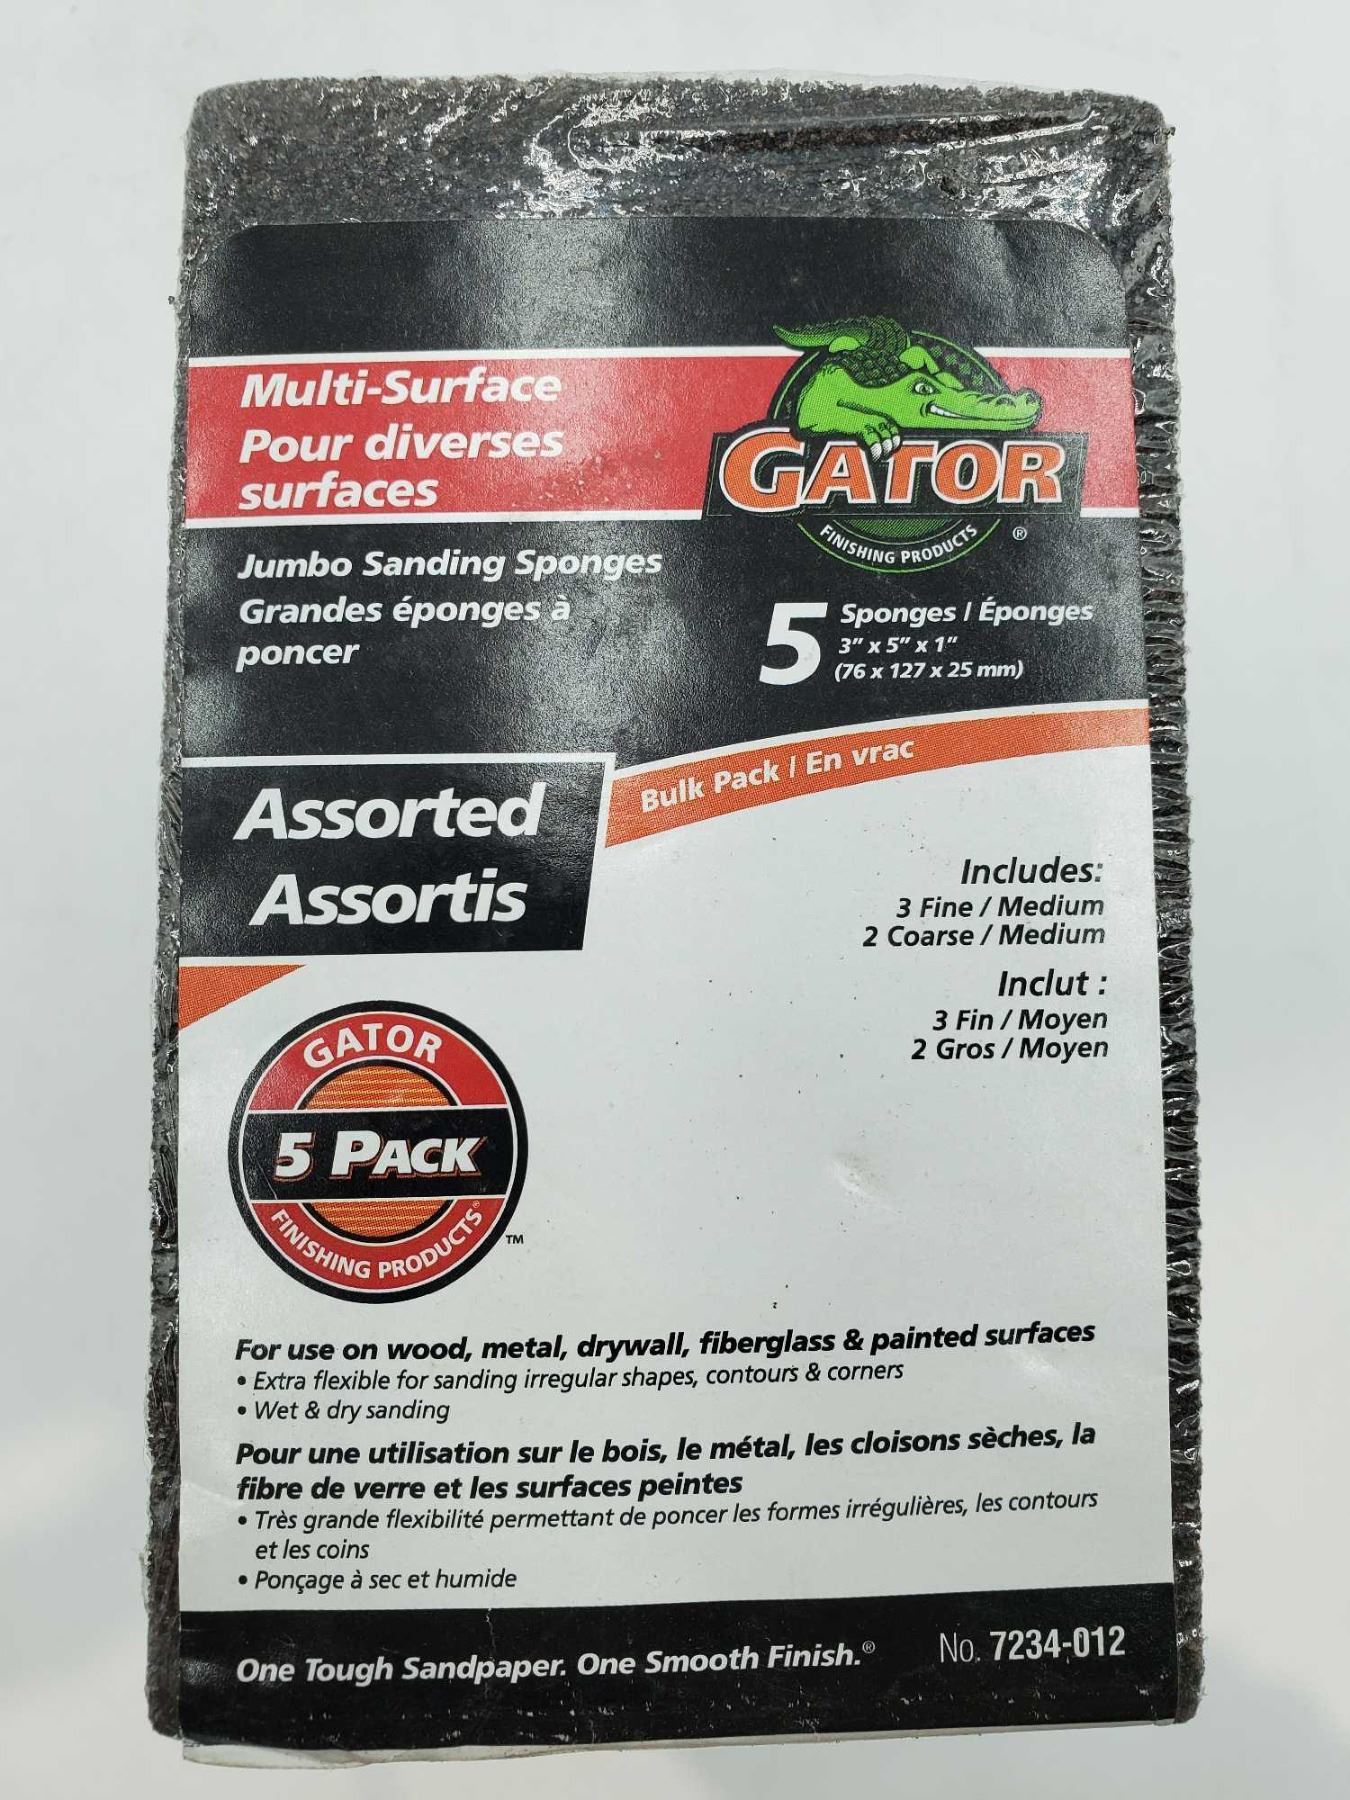 Multi-Surface
Pour diverses
surfaces
GATOR
FINISHING PRODUCTS
®
Jumbo Sanding Sponges
Grandes éponges à
poncer
5
Sponges / Éponges
3" x 5" x 1"
(76 x 127 x 25 mm)
Bulk Pack / En vrac
Assorted
Assortis
Includes:
3 Fine / Medium
2 Coarse / Medium
Inclut :
3 Fin / Moyen
2 Gros / Moyen
GATOR
5 PACK
FINISHING PRODUCTS®
TM
For use on wood, metal, drywall, fiberglass & painted surfaces
• Extra flexible for sanding irregular shapes, contours & corners
• Wet & dry sanding
Pour une utilisation sur le bois, le métal, les cloisons sèches, la
fibre de verre et les surfaces peintes
• Très grande flexibilité permettant de poncer les formes irrégulières, les contours
et les coins
• Ponçage à sec et humide
One Tough Sandpaper. One Smooth Finish.®
No. 7234-012